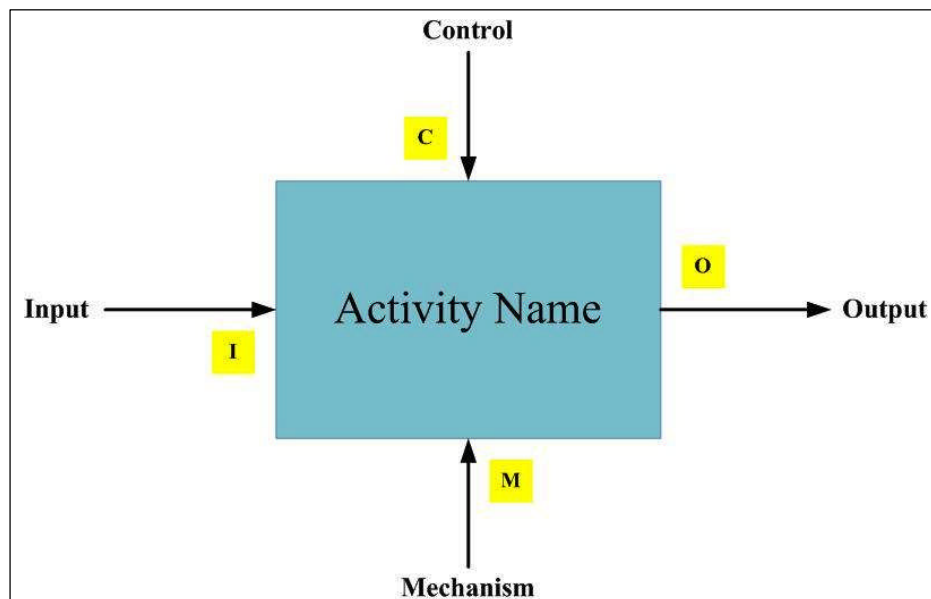 Control
C
O
Input
Activity Name
Output
I
M
Mechanism